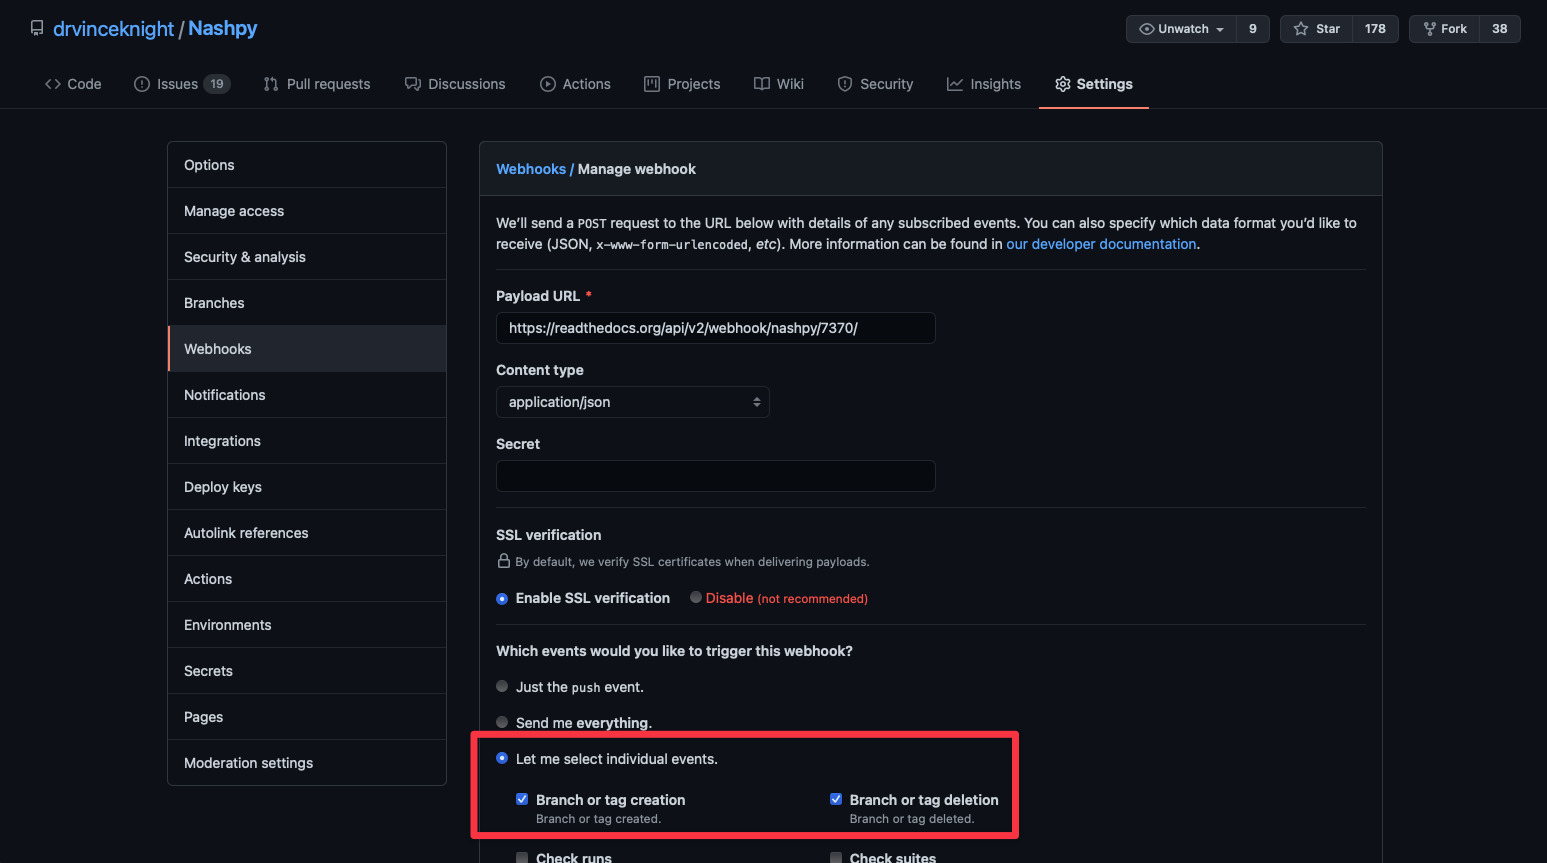 drvinceknight / Nashpy
Unwatch 9 Star 178 Fork 38
Code Issues 19 Pull requests Discussions Actions Projects Wiki Security Insights Settings
Options
Manage access
Security & analysis
Branches
Webhooks
Notifications
Integrations
Deploy keys
Autolink references
Actions
Environments
Secrets
Pages
Moderation settings
Webhooks / Manage webhook
We’ll send a POST request to the URL below with details of any subscribed events. You can also specify which data format you’d like to
receive (JSON, x-www-form-urlencoded, etc). More information can be found in our developer documentation.
Payload URL *
https://readthedocs.org/api/v2/webhook/nashpy/7370/
Content type
application/json
Secret
SSL verification
By default, we verify SSL certificates when delivering payloads.
Enable SSL verification Disable (not recommended)
Which events would you like to trigger this webhook?
Just the push event.
Send me everything.
Let me select individual events.
Branch or tag creation Branch or tag deletion
Branch or tag created. Branch or tag deleted.
Check runs Check suites